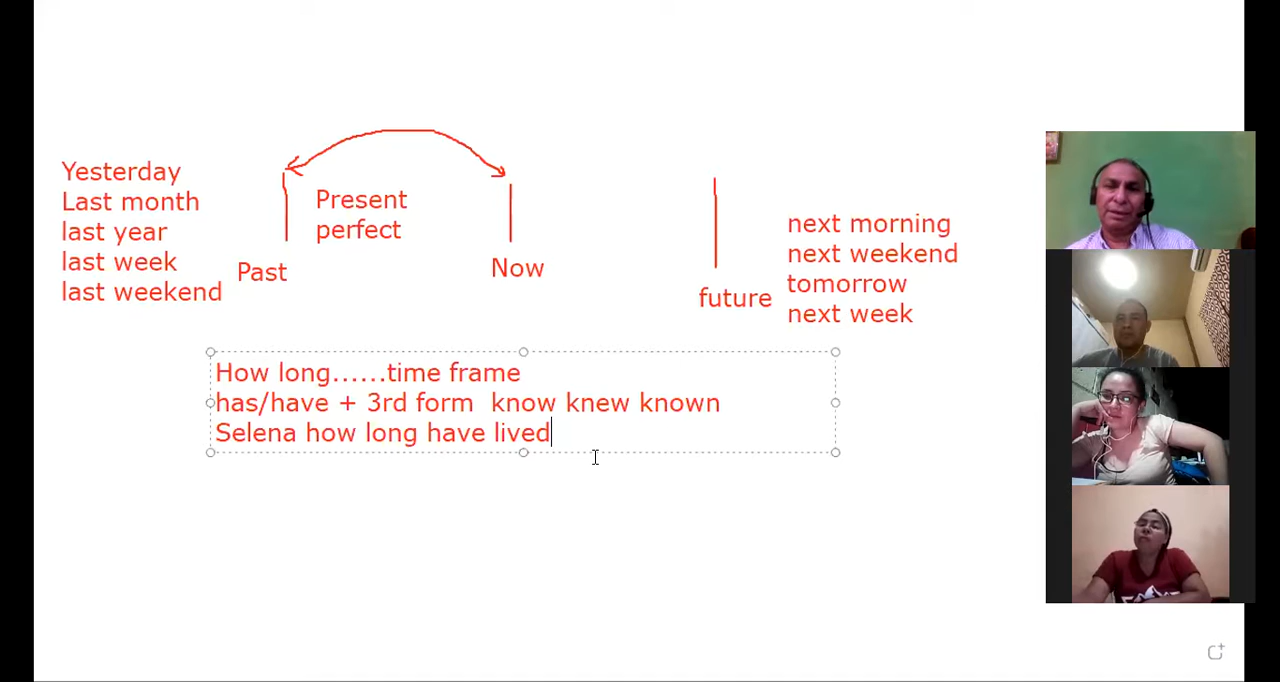 Yesterday
Last month
last year
last week
last weekend
Past
Present
perfect
Now
future
next morning
next weekend
tomorrow
next week
How long......time frame
has/have + 3rd form know knew known
Selena how long have lived